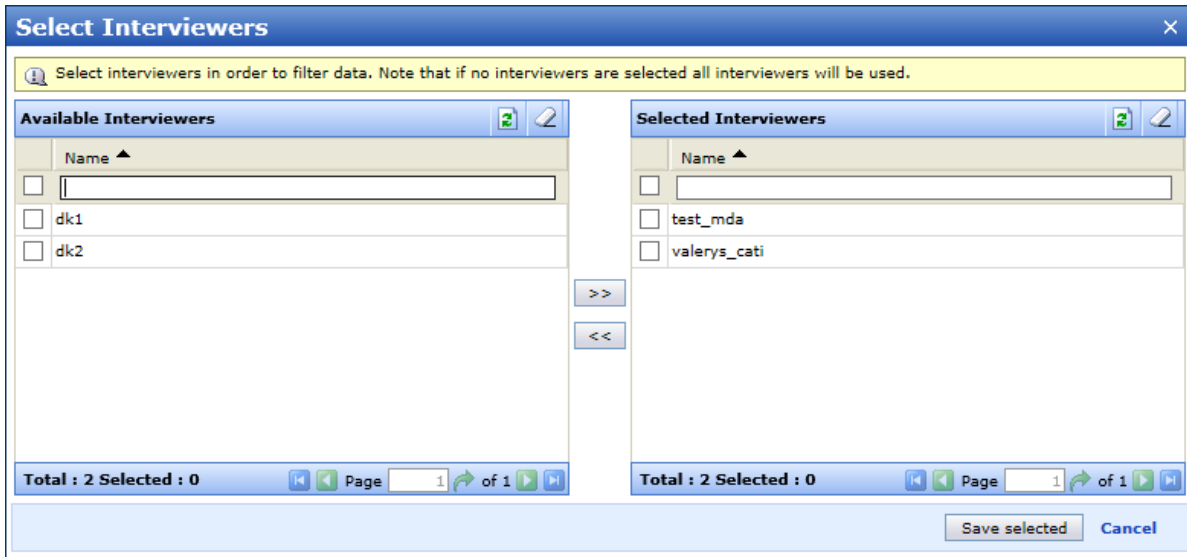 Select Interviewers
Select interviewers in order to filter data. Note that if no interviewers are selected all interviewers will be used.
Available Interviewers
Name
dk1
dk2
Total : 2 Selected : 0 Page 1 of 1
>>
<<
Selected Interviewers
Name
test_mda
valerys_cati
Total : 2 Selected : 0 Page 1 of 1
Save selected Cancel